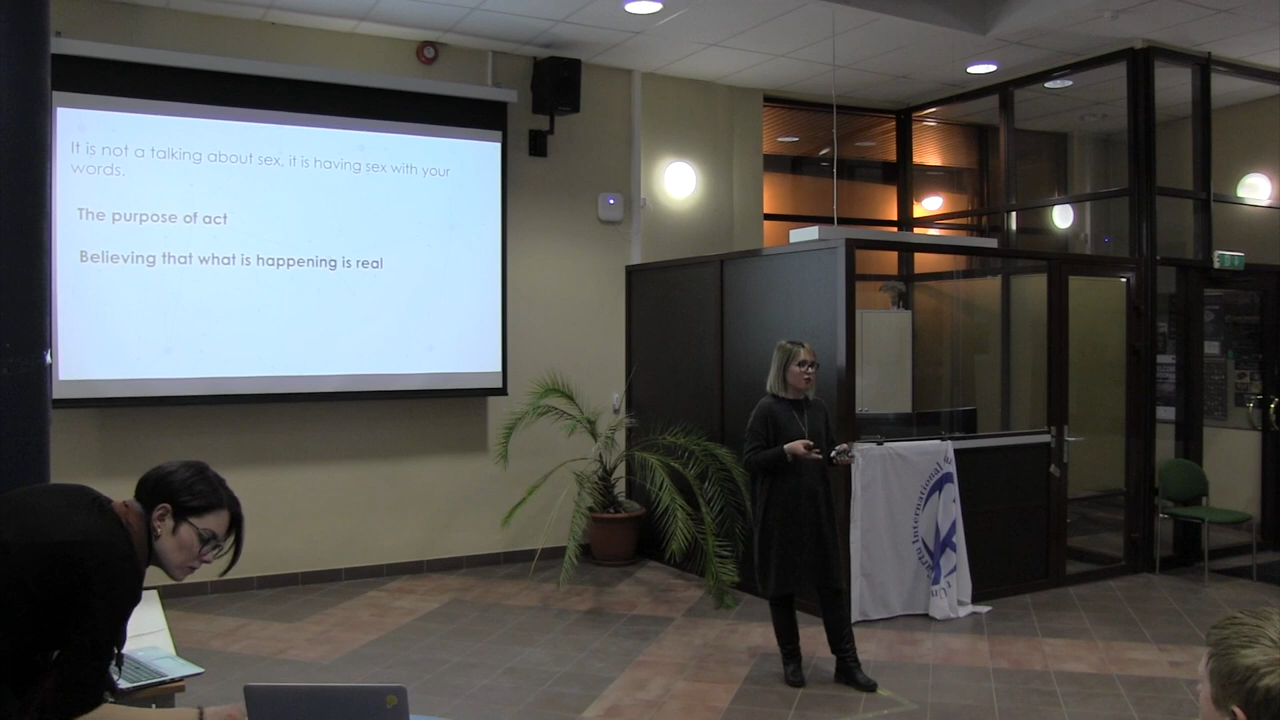 It is not a talking about sex, it is having sex with your
words.
The purpose of act
Believing that what is happening is real
International